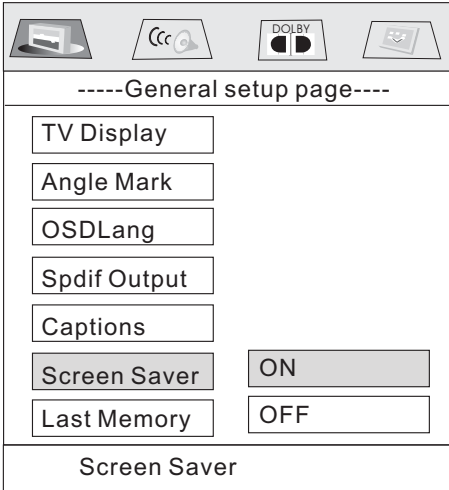 DOLBY
-----General setup page----
TV Display
Angle Mark
OSDLang
Spdif Output
Captions
Screen Saver ON
Last Memory OFF
Screen Saver